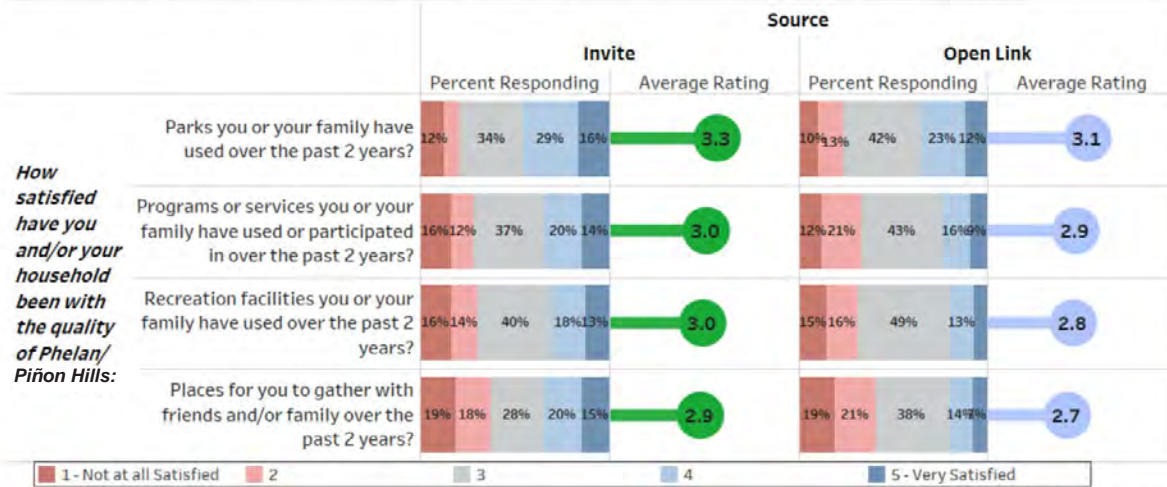 Source
Invite
Open Link
Percent Responding
Average Rating
Percent Responding
Average Rating
How
satisfied
have you
and/or your
household
been with
the quality
of Phelan/
Piñon Hills:
Parks you or your family have
used over the past 2 years?
12% 34% 29% 16%
3.3
10% 13% 42% 23% 12%
3.1
Programs or services you or your
family have used or participated
in over the past 2 years?
16% 12% 37% 20% 14%
3.0
12% 21% 43% 16% 9%
2.9
Recreation facilities you or your
family have used over the past 2
years?
16% 14% 40% 18% 13%
3.0
15% 16% 49% 13%
2.8
Places for you to gather with
friends and/or family over the
past 2 years?
19% 18% 28% 20% 15%
2.9
19% 21% 38% 14% 7%
2.7
1 - Not at all Satisfied 2 3 4 5 - Very Satisfied